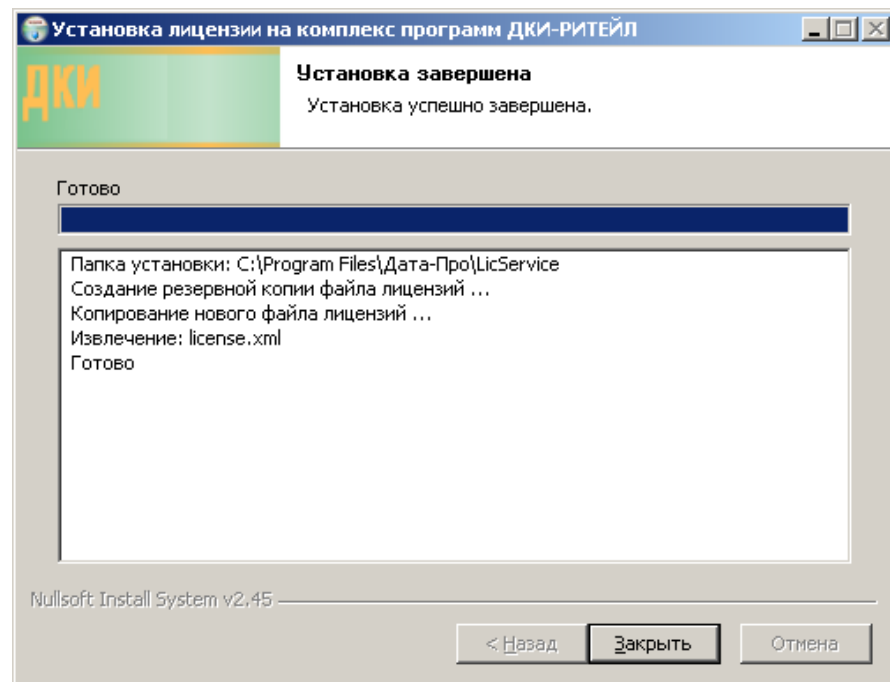 Установка лицензии на комплекс программ ДКИ-РИТЕЙЛ
ДКИ
Установка завершена
Установка успешно завершена.
Готово
Папка установки: C:\Program Files\Дата-Про\LicService
Создание резервной копии файла лицензий ...
Копирование нового файла лицензий ...
Извлечение: license.xml
Готово
Nullsoft Install System v2.45
< Назад
Закрыть
Отмена